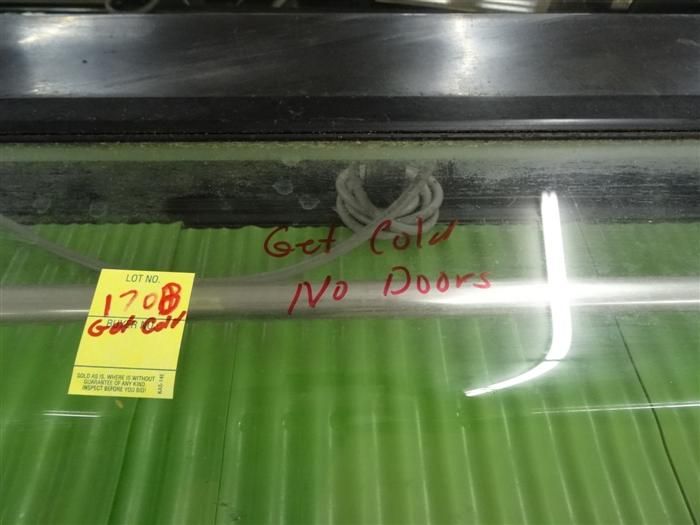 Get Cold
No Doors
LOT NO.
170B
Get Cold
SOLD AS IS, WHERE IS WITHOUT
GUARANTEE OF ANY KIND.
INSPECT BEFORE YOU BID!